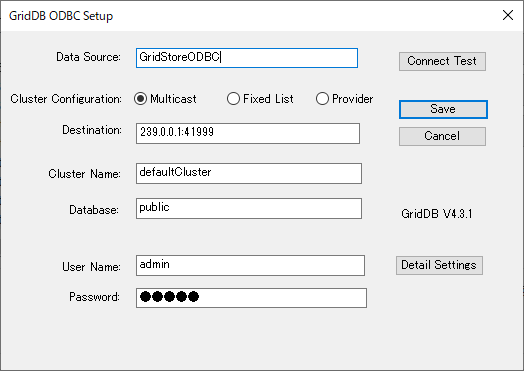 GridDB ODBC Setup
Data Source: GridStoreODBC
Connect Test
Cluster Configuration: Multicast Fixed List Provider
Save
Destination: 239.0.0.1:41999
Cancel
Cluster Name: defaultCluster
Database: public
GridDB V4.3.1
User Name: admin
Detail Settings
Password: ●●●●●